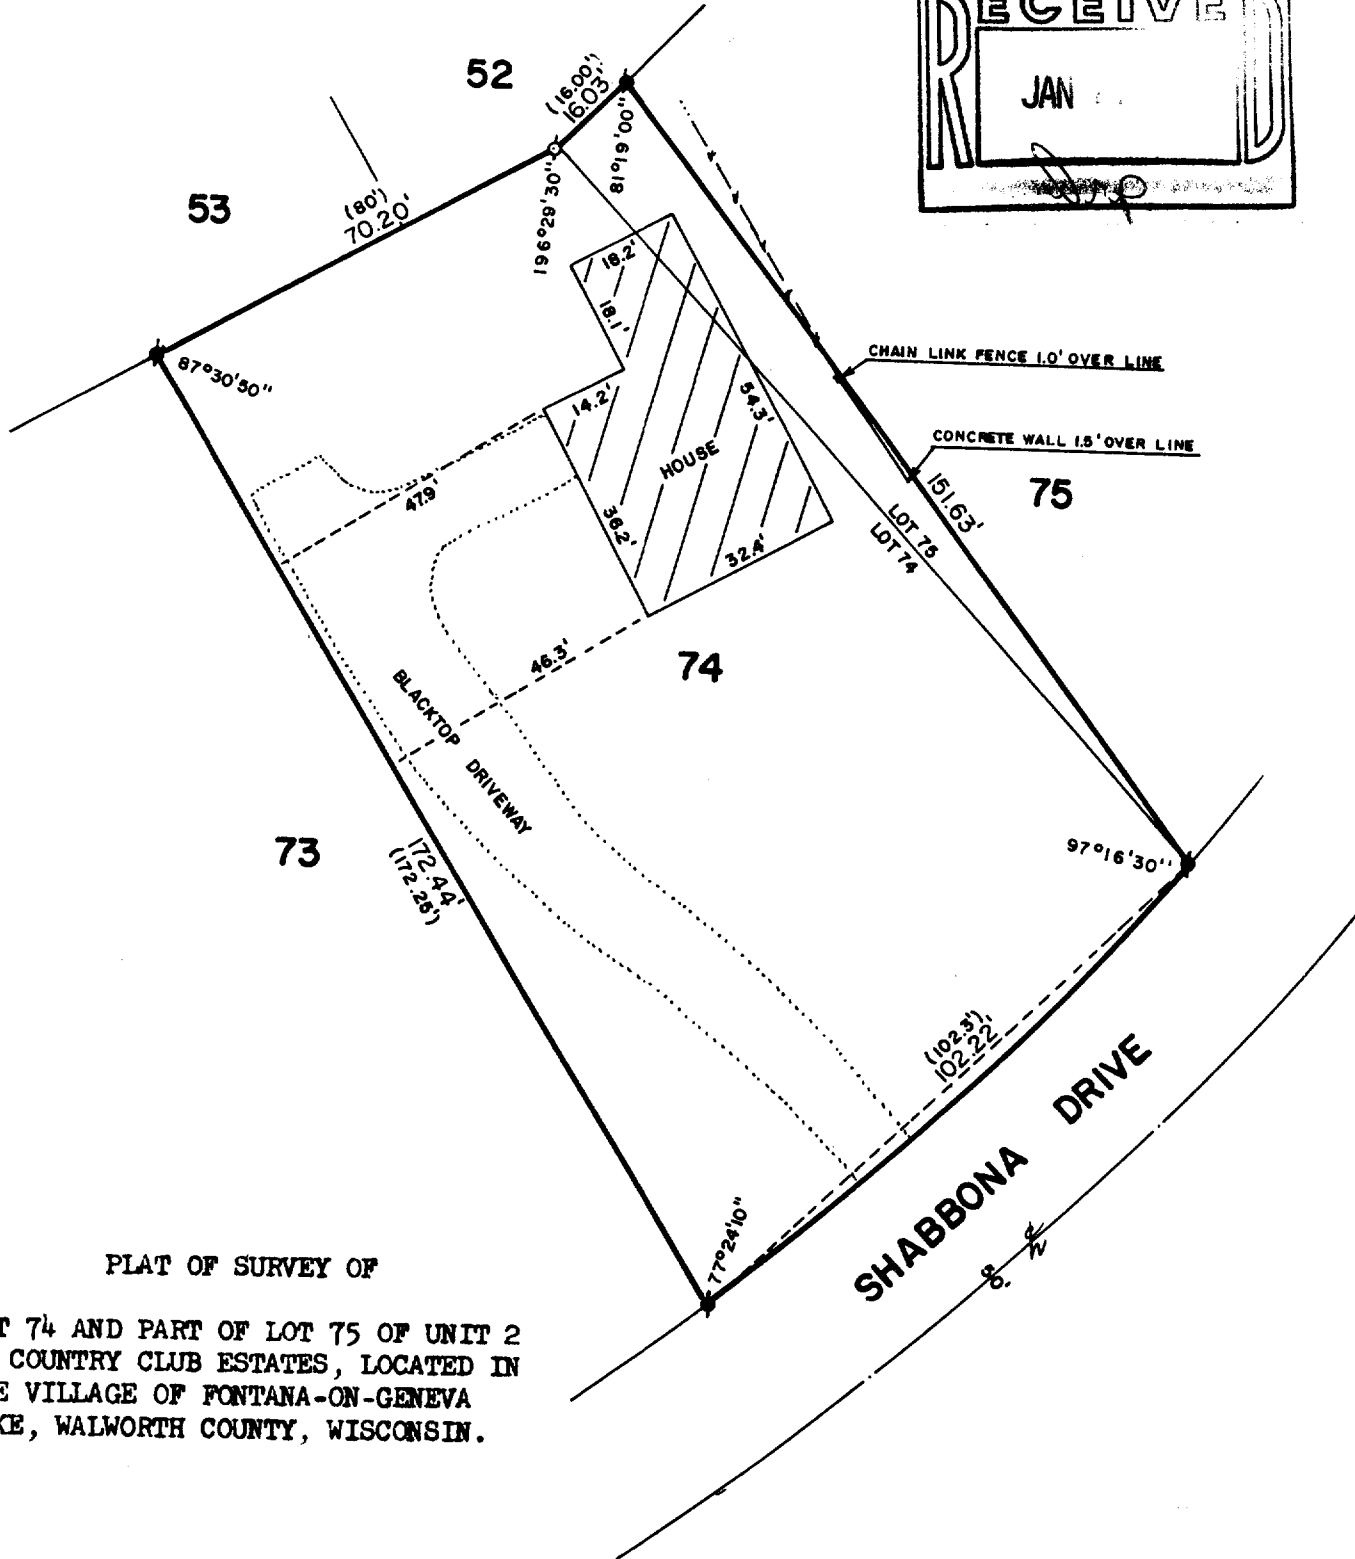 RECEIVED
JAN
52
(16.00')
16.03'
81°19'00"
196°29'30"
53
(80')
70.20'
87°30'50"
18.2'
18.1'
14.2'
54.3'
HOUSE
36.2'
32.4'
47.9'
46.3'
CHAIN LINK FENCE 1.0' OVER LINE
CONCRETE WALL 1.5' OVER LINE
151.63'
75
LOT 75
LOT 74
74
BLACKTOP DRIVEWAY
73
172.44'
(172.25')
97°16'30"
(102.3')
102.22'
77°24'10"
SHABBONA DRIVE
PLAT OF SURVEY OF
T 74 AND PART OF LOT 75 OF UNIT 2
COUNTRY CLUB ESTATES, LOCATED IN
E VILLAGE OF FONTANA-ON-GENEVA
KE, WALWORTH COUNTY, WISCONSIN.